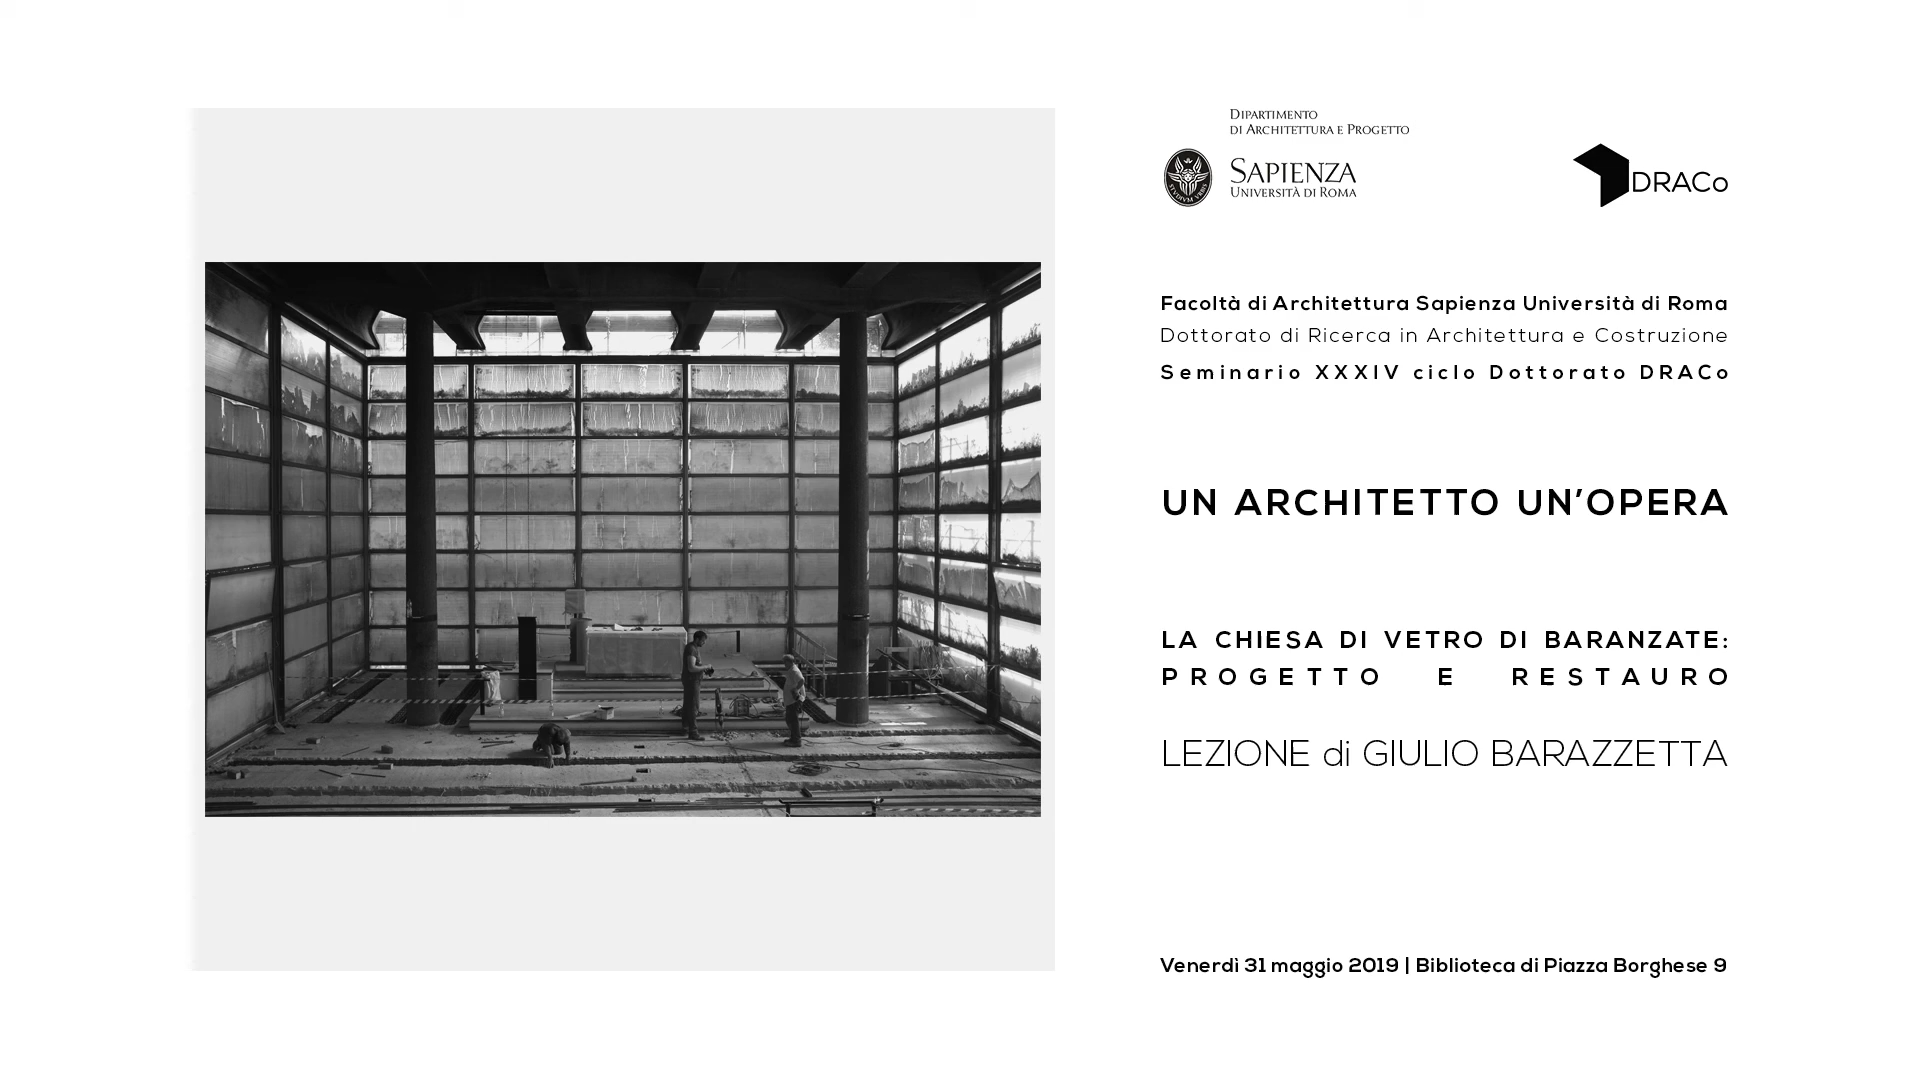 DIPARTIMENTO
DI ARCHITETTURA E PROGETTO
SAPIENZA
UNIVERSITÀ DI ROMA
STVDIVM VRBIS
DRACo
Facoltà di Architettura Sapienza Università di Roma
Dottorato di Ricerca in Architettura e Costruzione
Seminario XXXIV ciclo Dottorato DRACo
UN ARCHITETTO UN’OPERA
LA CHIESA DI VETRO DI BARANZATE:
PROGETTO E RESTAURO
LEZIONE di GIULIO BARAZZETTA
Venerdì 31 maggio 2019 | Biblioteca di Piazza Borghese 9